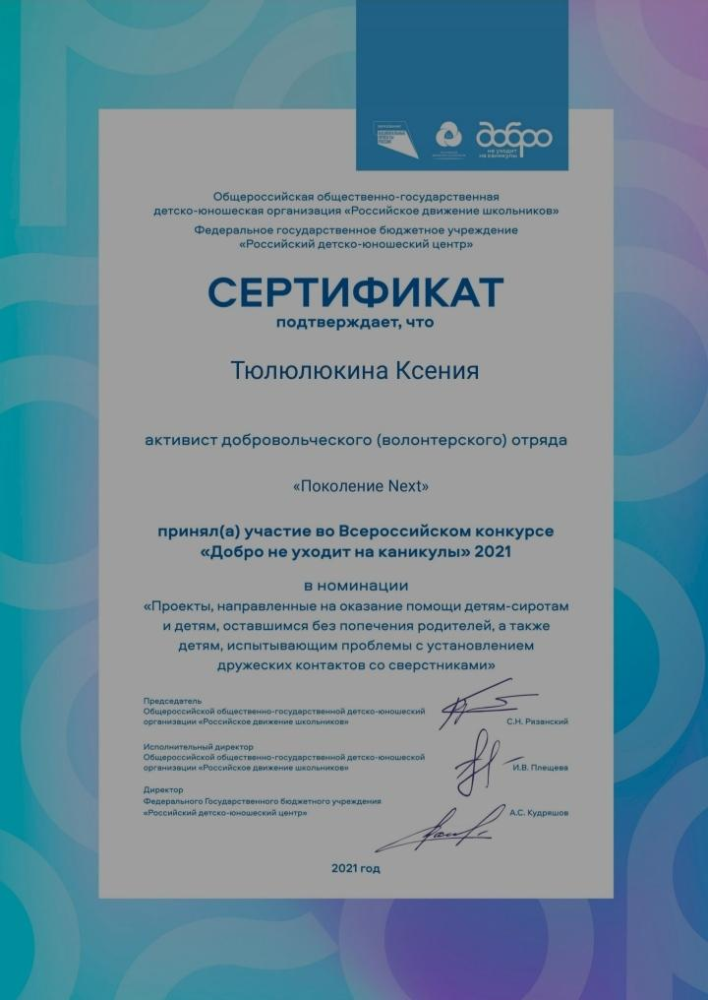 добро
не уходит
на каникулы
Общероссийская общественно-государственная
детско-юношеская организация «Российское движение школьников»
Федеральное государственное бюджетное учреждение
«Российский детско-юношеский центр»
СЕРТИФИКАТ
подтверждает, что
Тюлюлюкина Ксения
активист добровольческого (волонтерского) отряда
«Поколение Next»
принял(а) участие во Всероссийском конкурсе
«Добро не уходит на каникулы» 2021
в номинации
«Проекты, направленные на оказание помощи детям-сиротам
и детям, оставшимся без попечения родителей, а также
детям, испытывающим проблемы с установлением
дружеских контактов со сверстниками»
Председатель
Общероссийской общественно-государственной детско-юношеский
организации «Российское движение школьников»
С.Н. Рязанский
Исполнительный директор
Общероссийской общественно-государственной детско-юношеской
организации «Российское движение школьников»
И.В. Плещева
Директор
Федерального Государственного бюджетного учреждения
«Российский детско-юношеский центр»
А.С. Кудряшов
2021 год